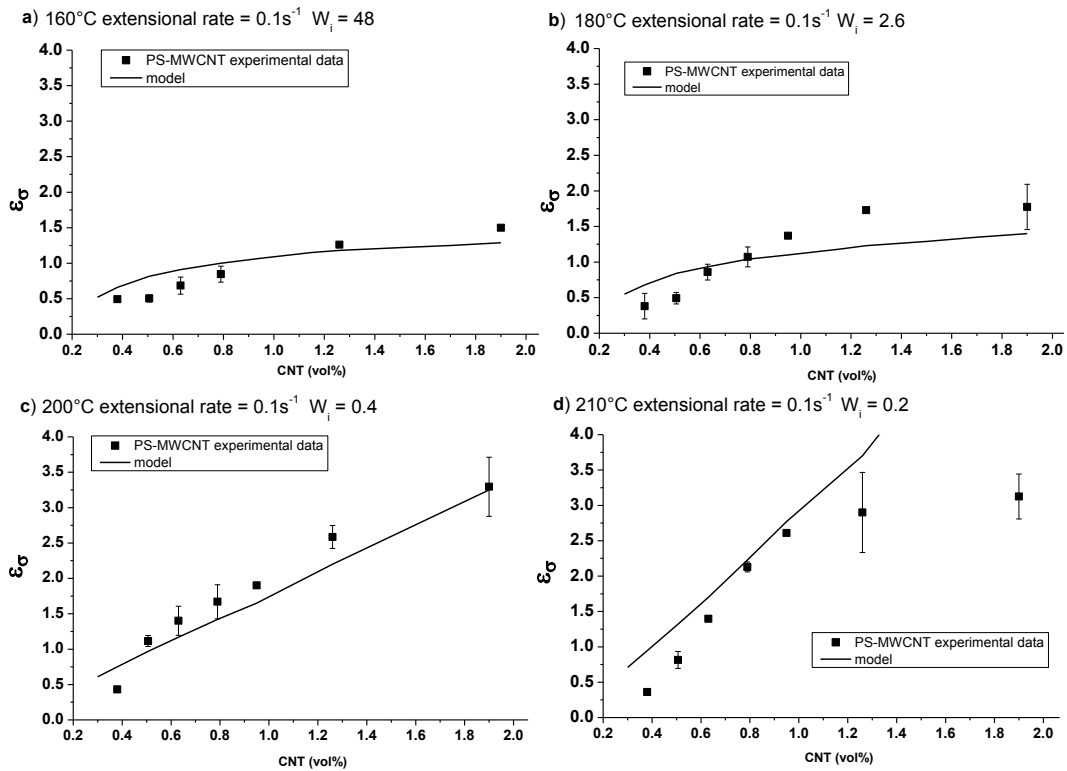 a) 160°C extensional rate = 0.1s⁻¹ Wᵢ = 48
PS-MWCNT experimental data
model
4.0
3.5
3.0
2.5
2.0
1.5
1.0
0.5
0.0
εσ
0.2 0.4 0.6 0.8 1.0 1.2 1.4 1.6 1.8 2.0
CNT (vol%)
b) 180°C extensional rate = 0.1s⁻¹ Wᵢ = 2.6
PS-MWCNT experimental data
model
4.0
3.5
3.0
2.5
2.0
1.5
1.0
0.5
0.0
εσ
0.2 0.4 0.6 0.8 1.0 1.2 1.4 1.6 1.8 2.0
CNT (vol%)
c) 200°C extensional rate = 0.1s⁻¹ Wᵢ = 0.4
PS-MWCNT experimental data
model
4.0
3.5
3.0
2.5
2.0
1.5
1.0
0.5
0.0
εσ
0.2 0.4 0.6 0.8 1.0 1.2 1.4 1.6 1.8 2.0
CNT (vol%)
d) 210°C extensional rate = 0.1s⁻¹ Wᵢ = 0.2
4.0
3.5
3.0
2.5
2.0
1.5
1.0
0.5
0.0
εσ
PS-MWCNT experimental data
model
0.2 0.4 0.6 0.8 1.0 1.2 1.4 1.6 1.8 2.0
CNT (vol%)